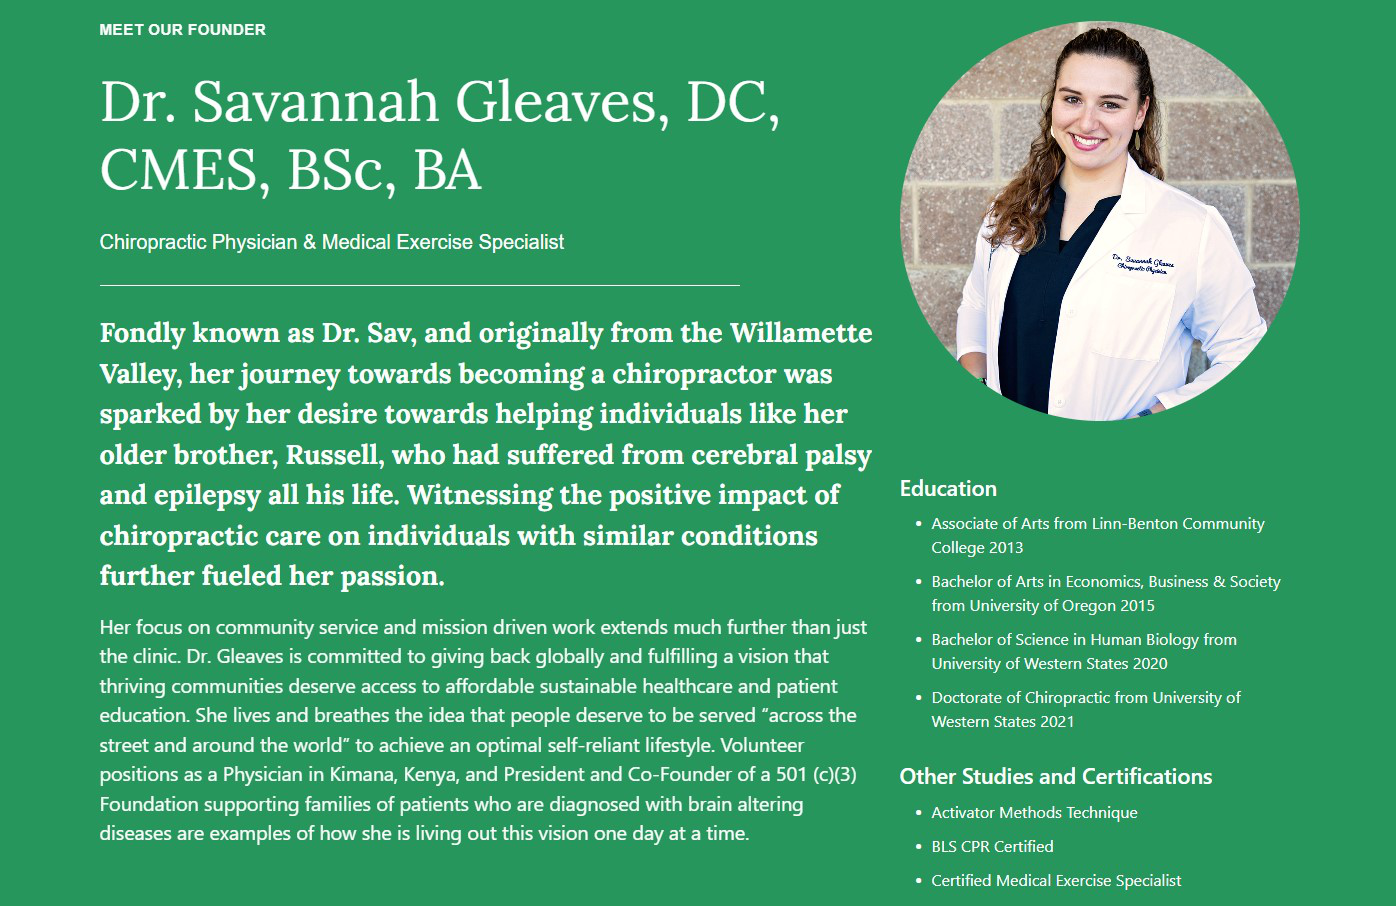 MEET OUR FOUNDER
Dr. Savannah Gleaves, DC,
CMES, BSc, BA
Chiropractic Physician & Medical Exercise Specialist
Fondly known as Dr. Sav, and originally from the Willamette
Valley, her journey towards becoming a chiropractor was
sparked by her desire towards helping individuals like her
older brother, Russell, who had suffered from cerebral palsy
and epilepsy all his life. Witnessing the positive impact of
chiropractic care on individuals with similar conditions
further fueled her passion.
Her focus on community service and mission driven work extends much further than just
the clinic. Dr. Gleaves is committed to giving back globally and fulfilling a vision that
thriving communities deserve access to affordable sustainable healthcare and patient
education. She lives and breathes the idea that people deserve to be served “across the
street and around the world” to achieve an optimal self-reliant lifestyle. Volunteer
positions as a Physician in Kimana, Kenya, and President and Co-Founder of a 501 (c)(3)
Foundation supporting families of patients who are diagnosed with brain altering
diseases are examples of how she is living out this vision one day at a time.
Dr. Savannah Gleaves
Chiropractic Physician
Education
• Associate of Arts from Linn-Benton Community
College 2013
• Bachelor of Arts in Economics, Business & Society
from University of Oregon 2015
• Bachelor of Science in Human Biology from
University of Western States 2020
• Doctorate of Chiropractic from University of
Western States 2021
Other Studies and Certifications
• Activator Methods Technique
• BLS CPR Certified
• Certified Medical Exercise Specialist